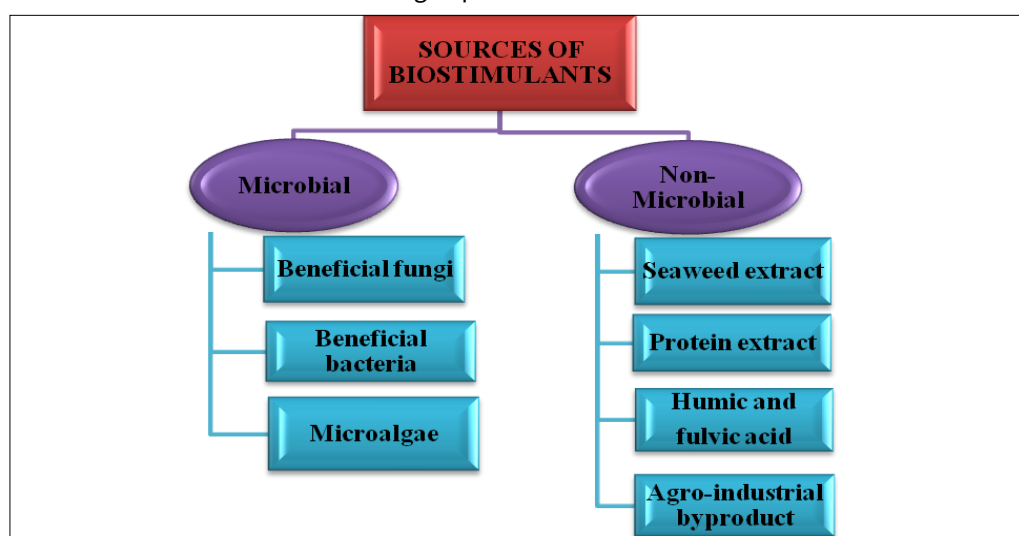 SOURCES OF
BIOSTIMULANTS
Microbial
Beneficial fungi
Beneficial
bacteria
Microalgae
Non-
Microbial
Seaweed extract
Protein extract
Humic and
fulvic acid
Agro-industrial
byproduct